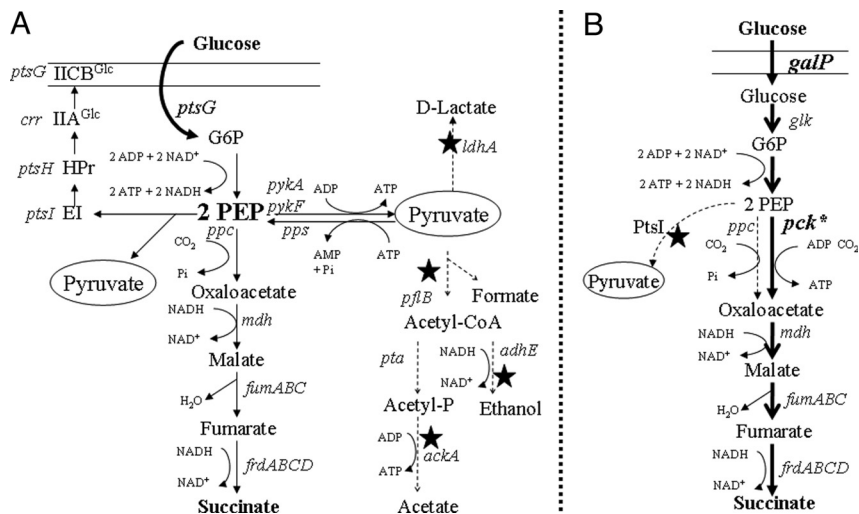 A
Glucose
ptsG IICB^Glc
ptsG
crr IIA^Glc
G6P
ptsH HPr
2 ADP + 2 NAD⁺
2 ATP + 2 NADH
ptsI EI
2 PEP
pykA
pykF
pps
ADP
ATP
AMP
+Pi
ATP
Pyruvate
D-Lactate
ldhA
Pyruvate
ppc
CO₂
Pi
Oxaloacetate
NADH
NAD⁺
mdh
Malate
H₂O
fumABC
Fumarate
NADH
NAD⁺
frdABCD
Succinate
pflB
Formate
Acetyl-CoA
pta
NADH
NAD⁺
adhE
Acetyl-P
Ethanol
ADP
ATP
ackA
Acetate
B
Glucose
galP
Glucose
glk
G6P
2 ADP + 2 NAD⁺
2 ATP + 2 NADH
2 PEP
PtsI
ppc
pck*
CO₂
Pi
ADP CO₂
ATP
Pyruvate
Oxaloacetate
NADH
NAD⁺
mdh
Malate
H₂O
fumABC
Fumarate
NADH
NAD⁺
frdABCD
Succinate